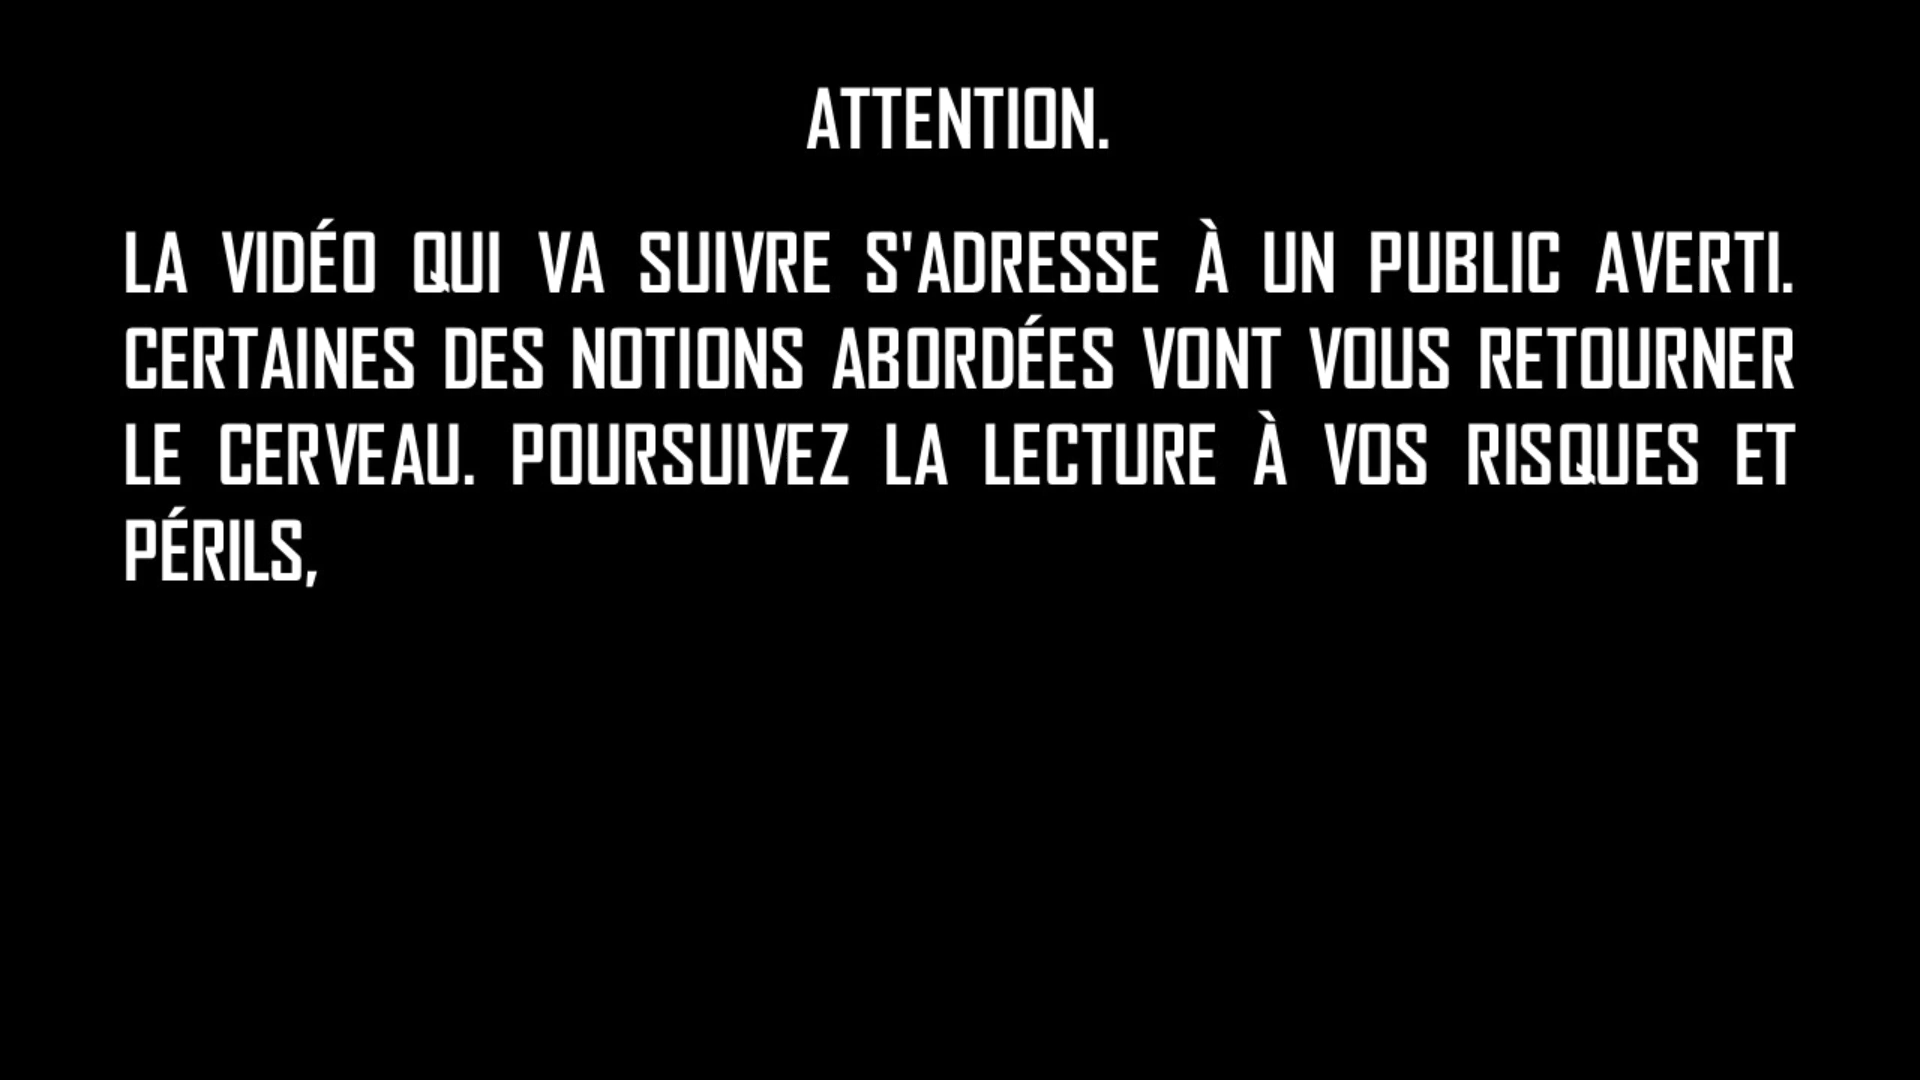 ATTENTION.
LA VIDÉO QUI VA SUIVRE S'ADRESSE À UN PUBLIC AVERTI.
CERTAINES DES NOTIONS ABORDÉES VONT VOUS RETOURNER
LE CERVEAU. POURSUIVEZ LA LECTURE À VOS RISQUES ET
PÉRILS,